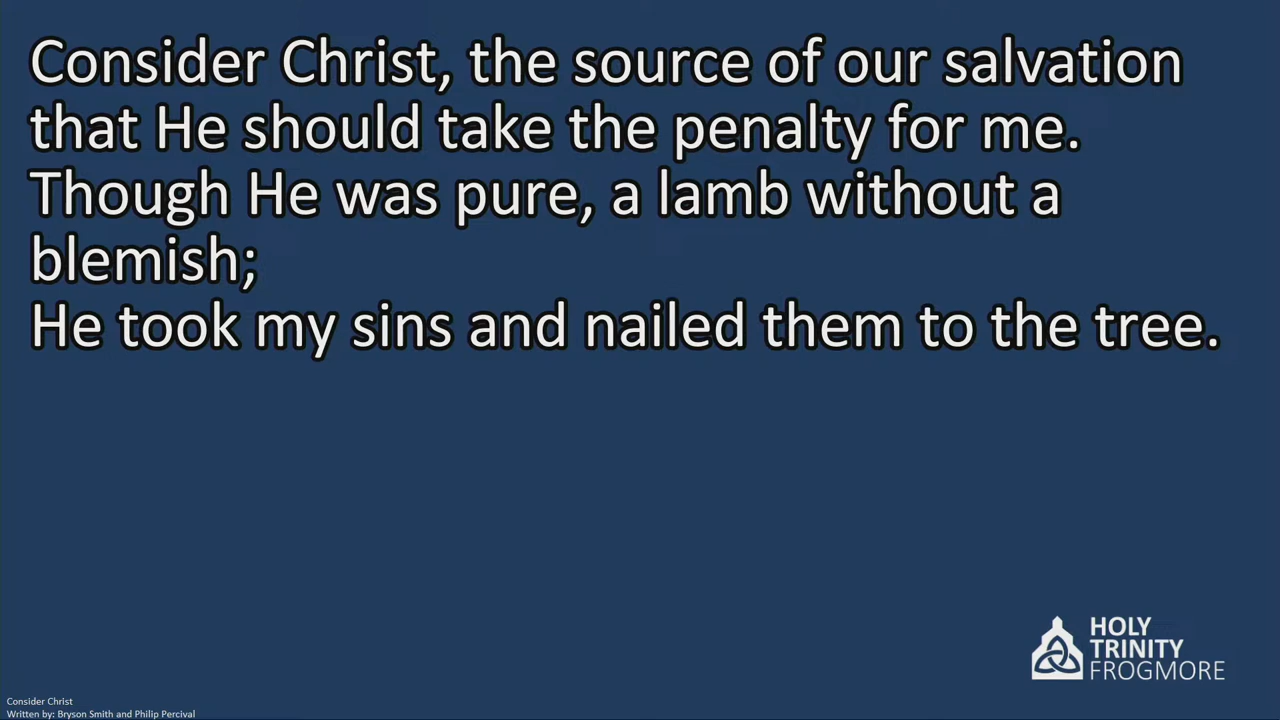 Consider Christ, the source of our salvation
that He should take the penalty for me.
Though He was pure, a lamb without a
blemish;
He took my sins and nailed them to the tree.
HOLY
TRINITY
FROGMORE
Consider Christ
Written by: Bryson Smith and Philip Percival